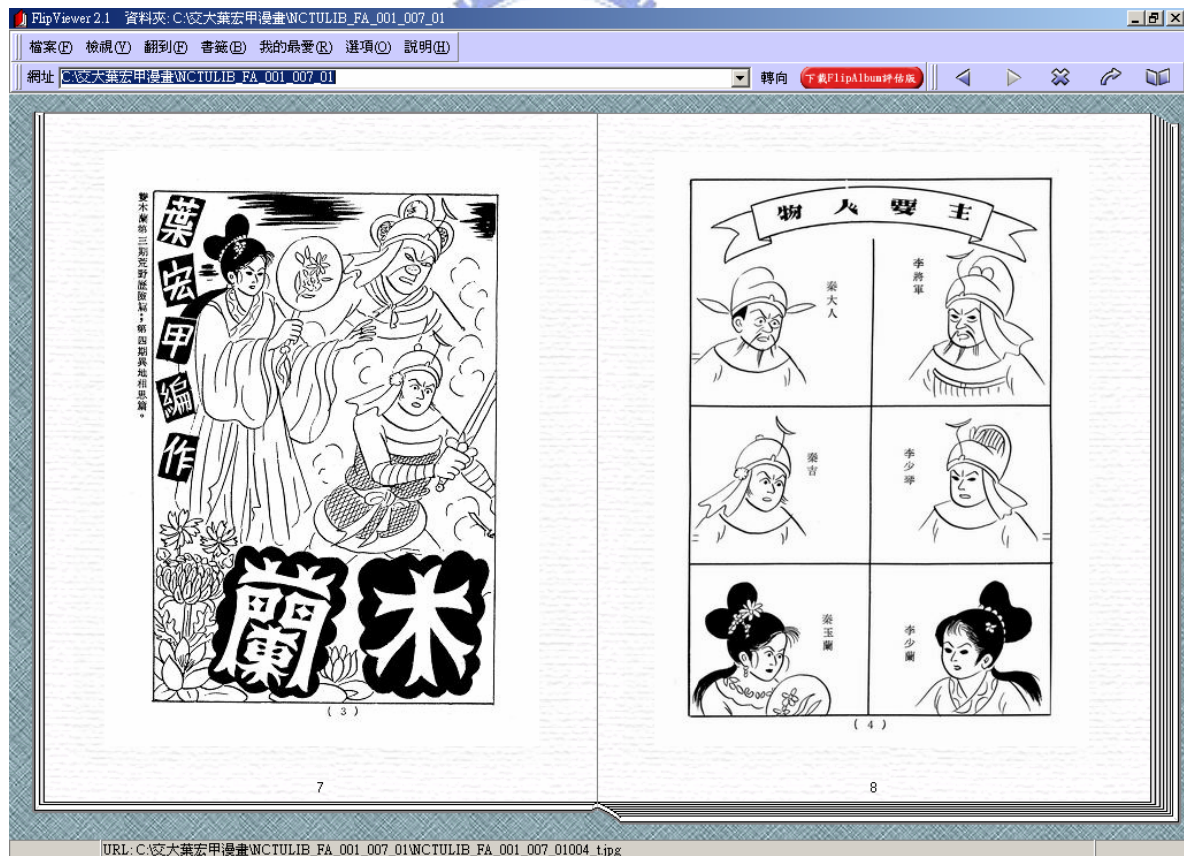 FlipViewer 2.1 資料夾: C:\交大葉宏甲漫畫\NCTULIB_FA_001_007_01
檔案(F) 檢視(V) 翻到(F) 書籤(B) 我的最愛(R) 選項(O) 說明(H)
網址 C:\交大葉宏甲漫畫\NCTULIB_FA_001_007_01 轉向 下載FlipAlbum評估版
雙木蘭第三期荒野歷險篇；第四期異地相思篇。
葉宏甲編作
木蘭
(3)
7
主要人物
李將軍
秦大人
李少琴
秦吉
李少蘭
秦玉蘭
(4)
8
URL: C:\交大葉宏甲漫畫\NCTULIB_FA_001_007_01\NCTULIB_FA_001_007_01004_t.jpg